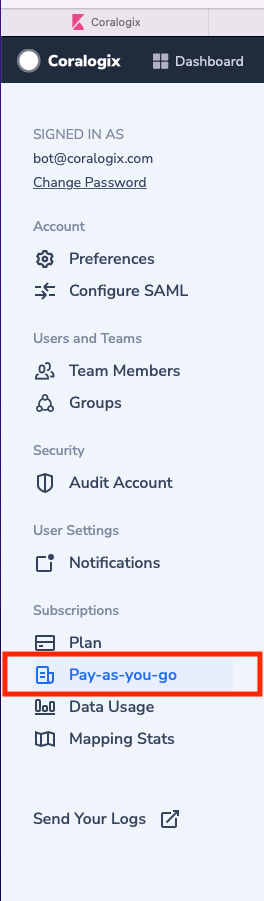 Coralogix
Coralogix Dashboard
SIGNED IN AS
bot@coralogix.com
Change Password
Account
Preferences
Configure SAML
Users and Teams
Team Members
Groups
Security
Audit Account
User Settings
Notifications
Subscriptions
Plan
Pay-as-you-go
Data Usage
Mapping Stats
Send Your Logs